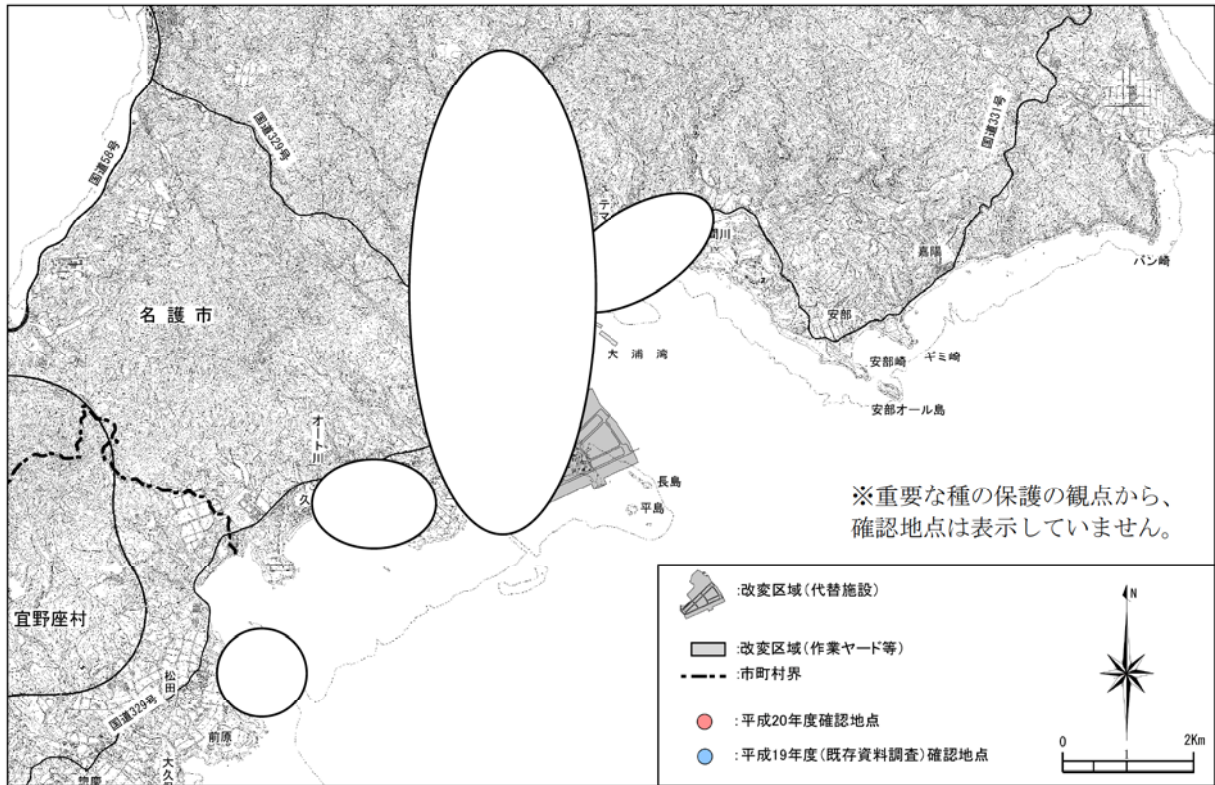 国道58号
国道329号
国道331号
テマ
間川
嘉陽
バン崎
名護市
安部
大浦湾
安部崎
ギミ崎
安部オール島
オート川
久
長島
平島
※重要な種の保護の観点から、
確認地点は表示していません。
宜野座村
松田
国道329号
前原
大久保
惣慶
:改変区域(代替施設)
:改変区域(作業ヤード等)
:市町村界
:平成20年度確認地点
:平成19年度(既存資料調査)確認地点
N
0
2Km